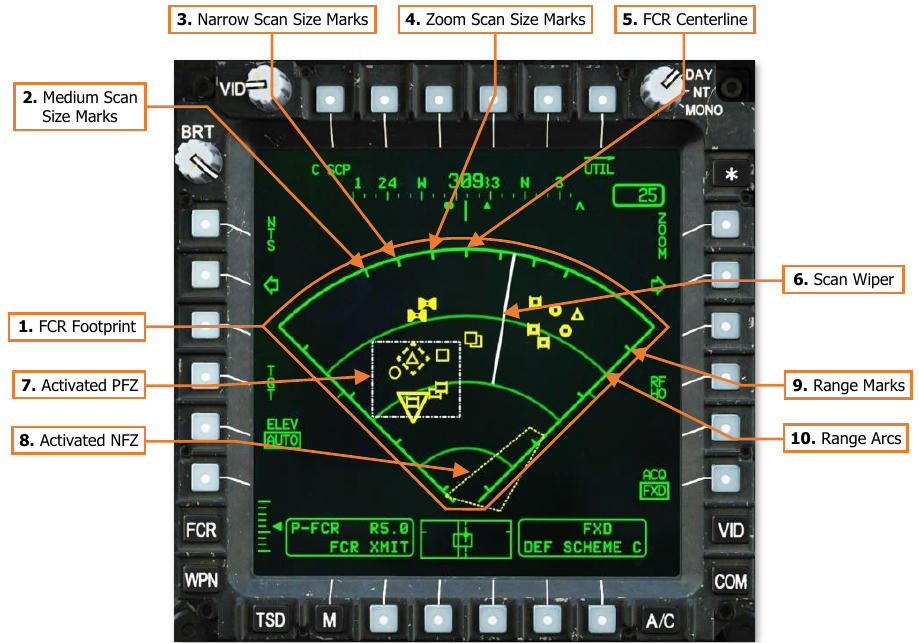 3. Narrow Scan Size Marks
4. Zoom Scan Size Marks
5. FCR Centerline
2. Medium Scan
Size Marks
VID
DAY
NT
MONO
BRT
C SCP
UTIL
1 24 W 309 33 N 3
25
*
NTS
ZOOM
6. Scan Wiper
1. FCR Footprint
7. Activated PFZ
TGT
RF
HO
9. Range Marks
ELEV
AUTO
8. Activated NFZ
10. Range Arcs
ACQ
FXD
FCR
P-FCR R5.0
FCR XMIT
FXD
DEF SCHEME C
VID
WPN
COM
TSD
M
A/C